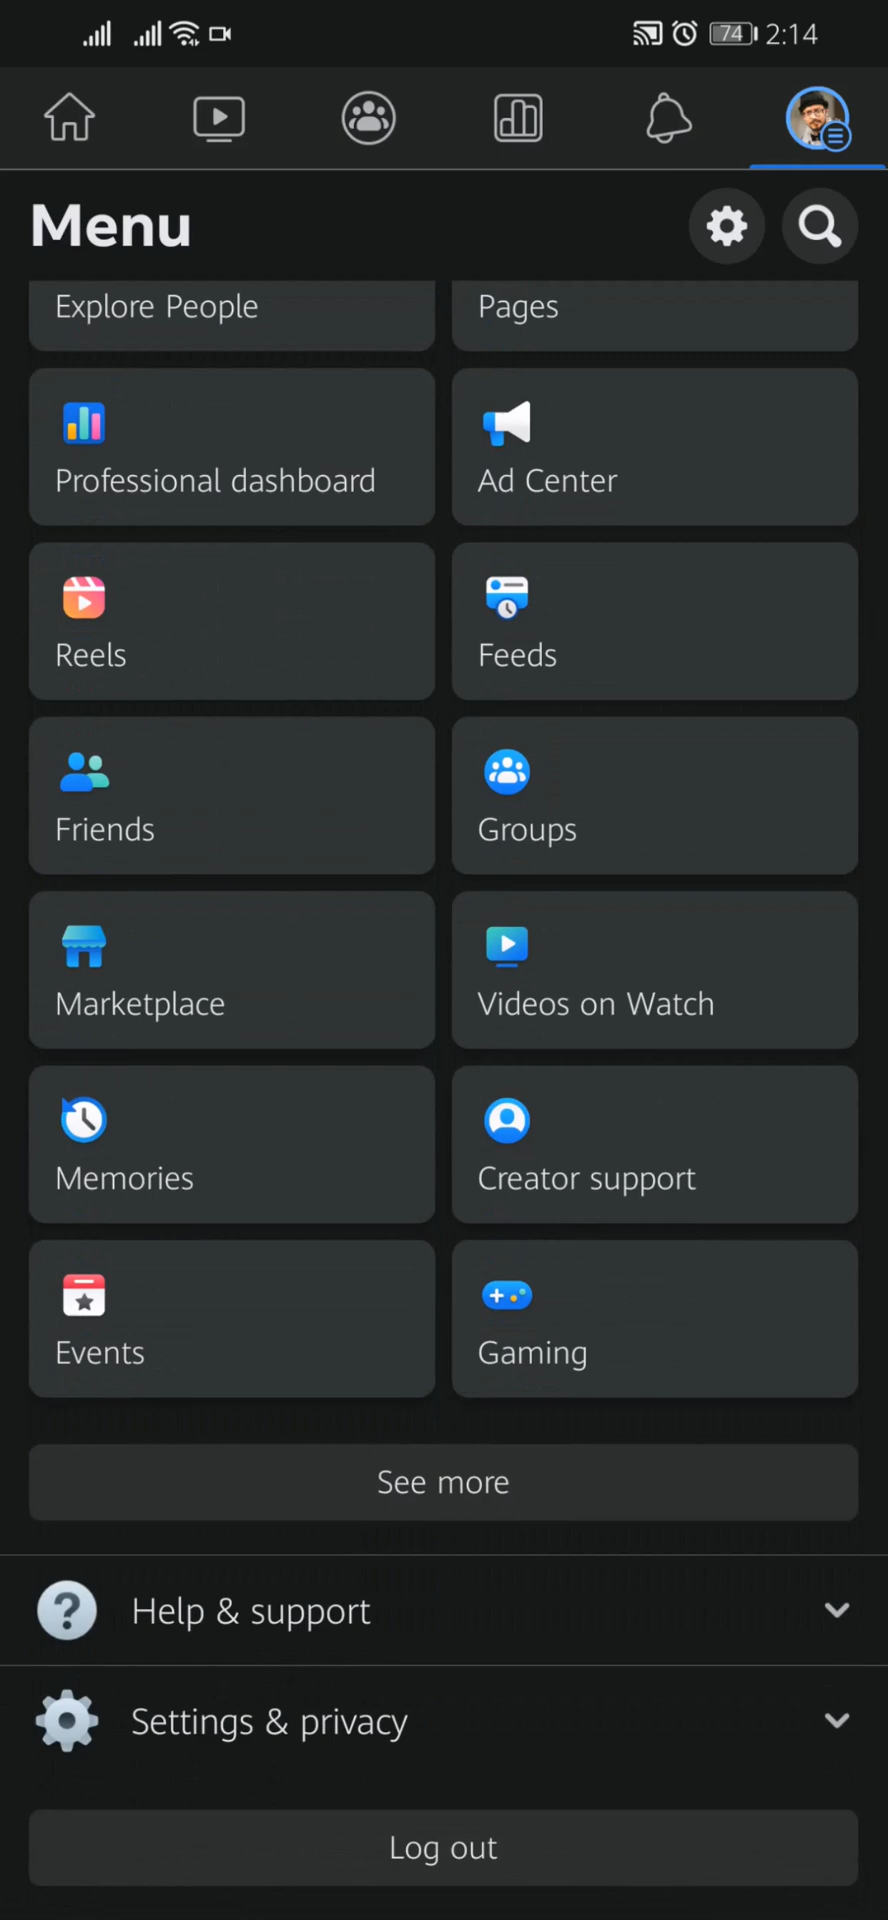 74 2:14
Menu
Explore People
Pages
Professional dashboard
Ad Center
Reels
Feeds
Friends
Groups
Marketplace
Videos on Watch
Memories
Creator support
Events
Gaming
See more
Help & support
Settings & privacy
Log out